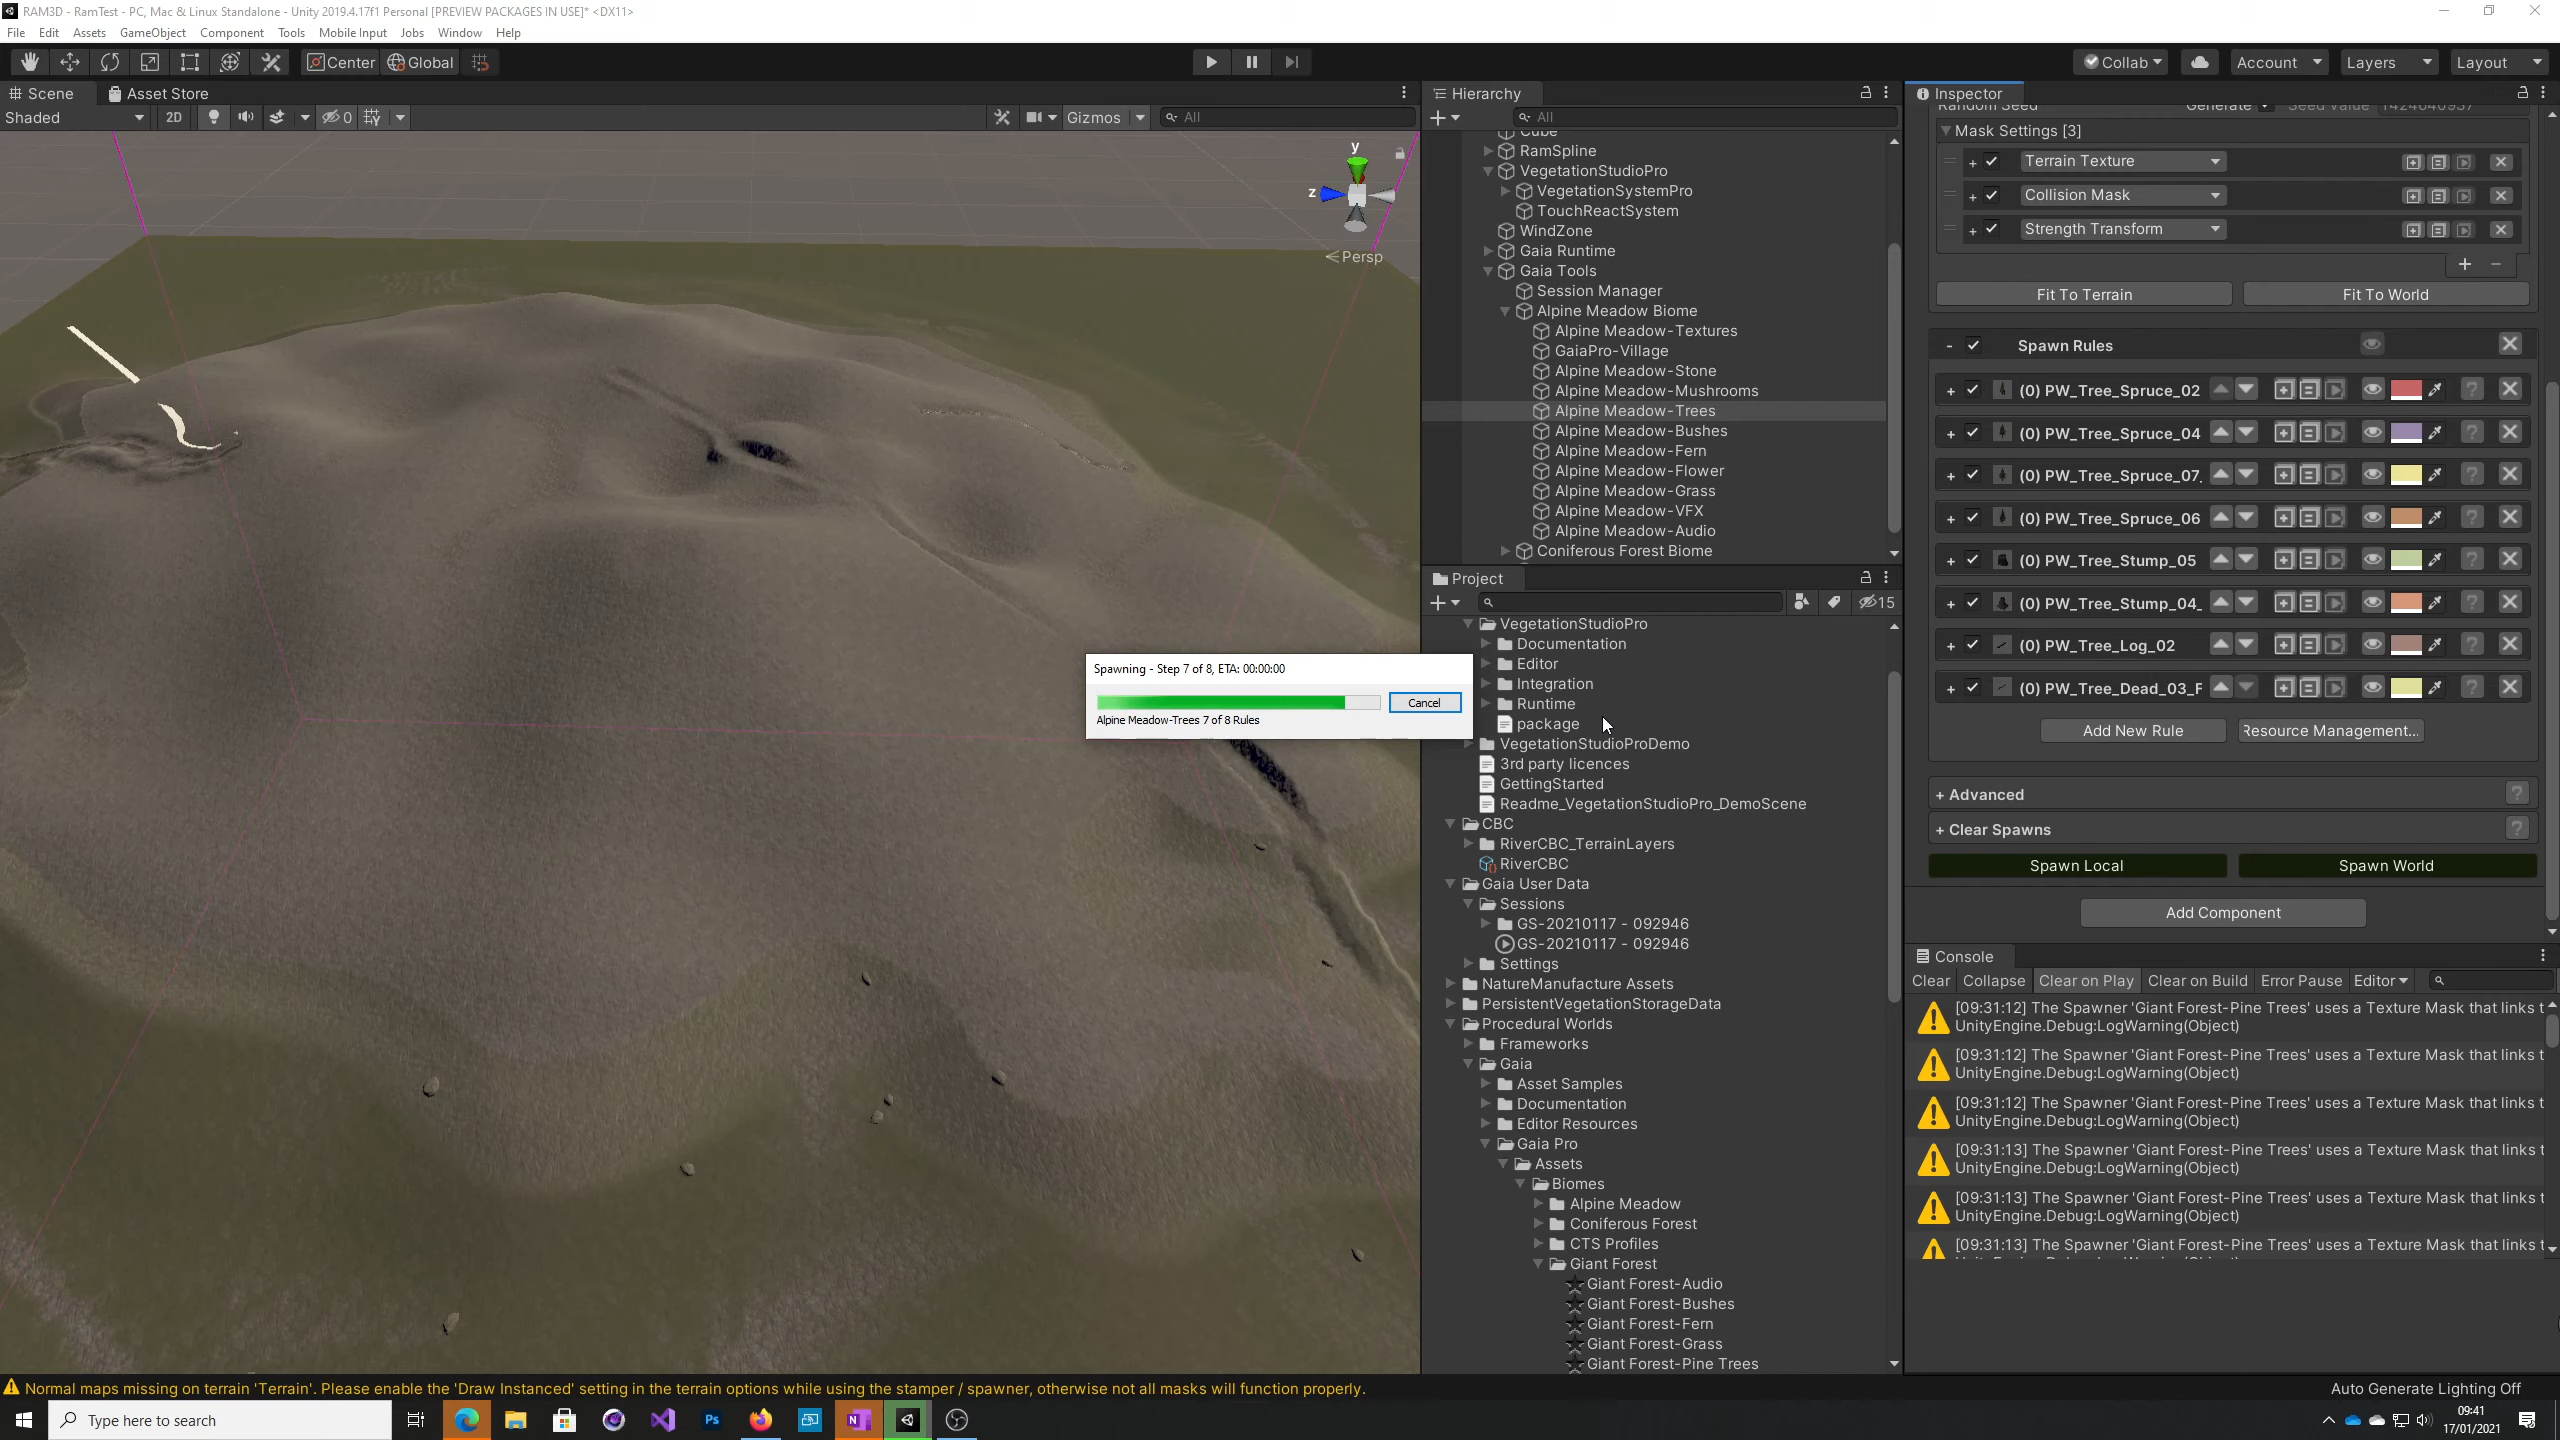 RAM3D - RamTest - PC, Mac & Linux Standalone - Unity 2019.4.17f1 Personal [PREVIEW PACKAGES IN USE]* <DX11>
File Edit Assets GameObject Component Tools Mobile Input Jobs Window Help
Center Global
Collab Account Layers Layout
Scene Asset Store
Shaded 2D 0 Gizmos All
y
z
Persp
Hierarchy
All
Cube
RamSpline
VegetationStudioPro
VegetationSystemPro
TouchReactSystem
WindZone
Gaia Runtime
Gaia Tools
Session Manager
Alpine Meadow Biome
Alpine Meadow-Textures
GaiaPro-Village
Alpine Meadow-Stone
Alpine Meadow-Mushrooms
Alpine Meadow-Trees
Alpine Meadow-Bushes
Alpine Meadow-Fern
Alpine Meadow-Flower
Alpine Meadow-Grass
Alpine Meadow-VFX
Alpine Meadow-Audio
Coniferous Forest Biome
Project
15
VegetationStudioPro
Documentation
Editor
Integration
Runtime
package
VegetationStudioProDemo
3rd party licences
GettingStarted
Readme_VegetationStudioPro_DemoScene
CBC
RiverCBC_TerrainLayers
RiverCBC
Gaia User Data
Sessions
GS-20210117 - 092946
GS-20210117 - 092946
Settings
NatureManufacture Assets
PersistentVegetationStorageData
Procedural Worlds
Frameworks
Gaia
Asset Samples
Documentation
Editor Resources
Gaia Pro
Assets
Biomes
Alpine Meadow
Coniferous Forest
CTS Profiles
Giant Forest
Giant Forest-Audio
Giant Forest-Bushes
Giant Forest-Fern
Giant Forest-Grass
Giant Forest-Pine Trees
Spawning - Step 7 of 8, ETA: 00:00:00
Cancel
Alpine Meadow-Trees 7 of 8 Rules
Inspector
Random Seed Generate Seed Value 1424640937
Mask Settings [3]
Terrain Texture
Collision Mask
Strength Transform
Fit To Terrain Fit To World
Spawn Rules
(0) PW_Tree_Spruce_02
(0) PW_Tree_Spruce_04
(0) PW_Tree_Spruce_07_
(0) PW_Tree_Spruce_06
(0) PW_Tree_Stump_05
(0) PW_Tree_Stump_04_
(0) PW_Tree_Log_02
(0) PW_Tree_Dead_03_F
Add New Rule Resource Management...
+ Advanced
+ Clear Spawns
Spawn Local Spawn World
Add Component
Console
Clear Collapse Clear on Play Clear on Build Error Pause Editor
[09:31:12] The Spawner 'Giant Forest-Pine Trees' uses a Texture Mask that links t
UnityEngine.Debug:LogWarning(Object)
[09:31:12] The Spawner 'Giant Forest-Pine Trees' uses a Texture Mask that links t
UnityEngine.Debug:LogWarning(Object)
[09:31:12] The Spawner 'Giant Forest-Pine Trees' uses a Texture Mask that links t
UnityEngine.Debug:LogWarning(Object)
[09:31:13] The Spawner 'Giant Forest-Pine Trees' uses a Texture Mask that links t
UnityEngine.Debug:LogWarning(Object)
[09:31:13] The Spawner 'Giant Forest-Pine Trees' uses a Texture Mask that links t
UnityEngine.Debug:LogWarning(Object)
[09:31:13] The Spawner 'Giant Forest-Pine Trees' uses a Texture Mask that links t
Normal maps missing on terrain 'Terrain'. Please enable the 'Draw Instanced' setting in the terrain options while using the stamper / spawner, otherwise not all masks will function properly.
Auto Generate Lighting Off
Type here to search
09:41
17/01/2021